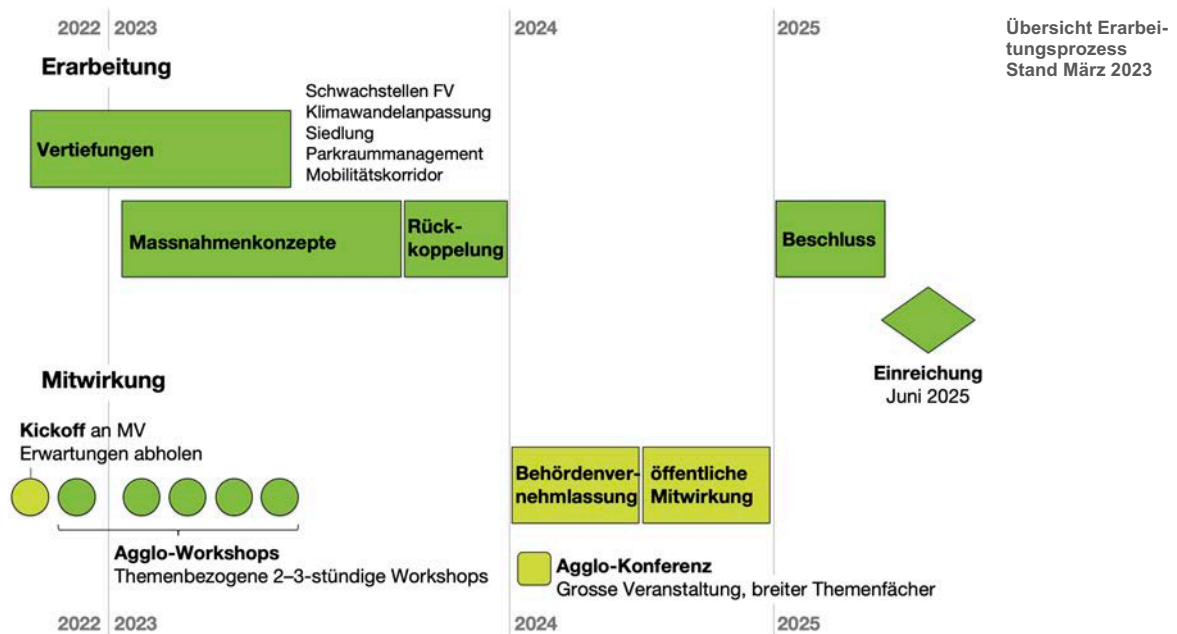 2022 2023 2024 2025
Übersicht Erarbei-
tungsprozess
Stand März 2023
Erarbeitung
Vertiefungen
Schwachstellen FV
Klimawandelanpassung
Siedlung
Parkraummanagement
Mobilitätskorridor
Massnahmenkonzepte
Rück-
koppelung
Beschluss
Einreichung
Juni 2025
Mitwirkung
Kickoff an MV
Erwartungen abholen
Agglo-Workshops
Themenbezogene 2–3-stündige Workshops
Behördenver-
nehmlassung
öffentliche
Mitwirkung
Agglo-Konferenz
Grosse Veranstaltung, breiter Themenfächer
2022 2023 2024 2025